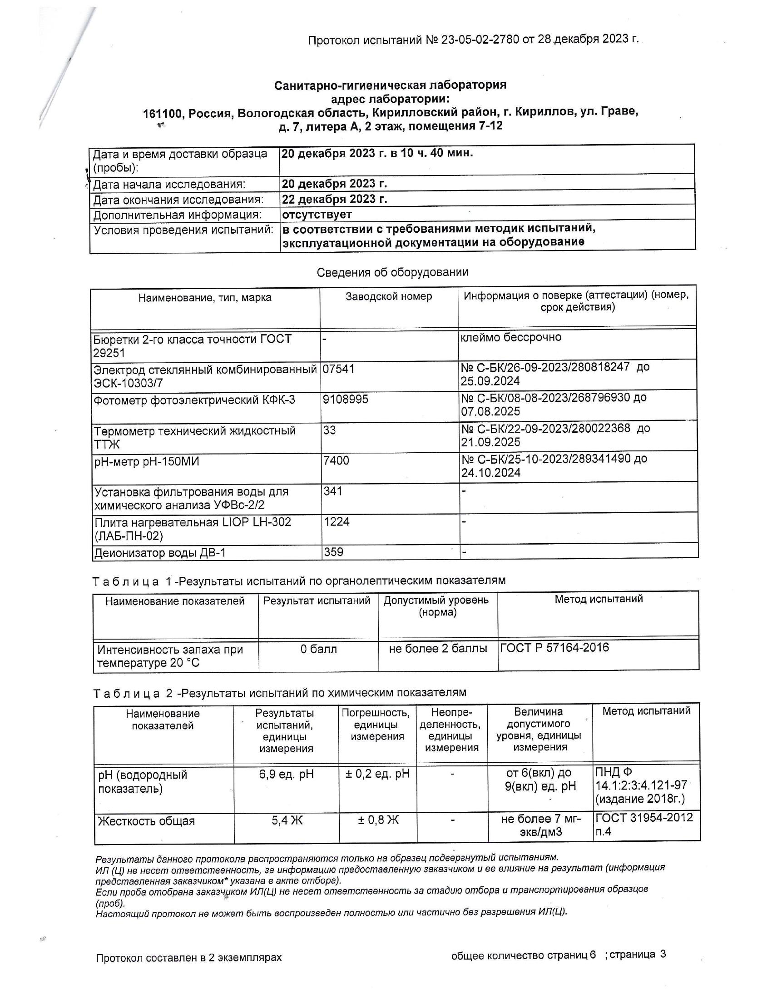 Протокол испытаний № 23-05-02-2780 от 28 декабря 2023 г.
Санитарно-гигиеническая лаборатория
адрес лаборатории:
161100, Россия, Вологодская область, Кирилловский район, г. Кириллов, ул. Граве,
д. 7, литера А, 2 этаж, помещения 7-12
Дата и время доставки образца (пробы): 20 декабря 2023 г. в 10 ч. 40 мин.
Дата начала исследования: 20 декабря 2023 г.
Дата окончания исследования: 22 декабря 2023 г.
Дополнительная информация: отсутствует
Условия проведения испытаний: в соответствии с требованиями методик испытаний,
эксплуатационной документации на оборудование
Сведения об оборудовании
Наименование, тип, марка Заводской номер Информация о поверке (аттестации) (номер, срок действия)
Бюретки 2-го класса точности ГОСТ 29251 - клеймо бессрочно
Электрод стеклянный комбинированный ЭСК-10303/7 07541 № С-БК/26-09-2023/280818247 до 25.09.2024
Фотометр фотоэлектрический КФК-3 9108995 № С-БК/08-08-2023/268796930 до 07.08.2025
Термометр технический жидкостный ТТЖ 33 № С-БК/22-09-2023/280022368 до 21.09.2025
pH-метр pH-150МИ 7400 № С-БК/25-10-2023/289341490 до 24.10.2024
Установка фильтрования воды для химического анализа УФВс-2/2 341 -
Плита нагревательная LIOP LH-302 (ЛАБ-ПН-02) 1224 -
Деионизатор воды ДВ-1 359 -
Таблица 1 -Результаты испытаний по органолептическим показателям
Наименование показателей Результат испытаний Допустимый уровень (норма) Метод испытаний
Интенсивность запаха при температуре 20 °С 0 балл не более 2 баллы ГОСТ Р 57164-2016
Таблица 2 -Результаты испытаний по химическим показателям
Наименование показателей Результаты испытаний, единицы измерения Погрешность, единицы измерения Неопре-деленность, единицы измерения Величина допустимого уровня, единицы измерения Метод испытаний
pH (водородный показатель) 6,9 ед. pH ± 0,2 ед. pH - от 6(вкл) до 9(вкл) ед. pH ПНД Ф 14.1:2:3:4.121-97 (издание 2018г.)
Жесткость общая 5,4 Ж ± 0,8 Ж - не более 7 мг-экв/дм3 ГОСТ 31954-2012 п.4
Результаты данного протокола распространяются только на образец подвергнутый испытаниям.
ИЛ (Ц) не несет ответственность, за информацию предоставленную заказчиком и ее влияние на результат (информация
представленная заказчиком* указана в акте отбора).
Если проба отобрана заказчиком ИЛ(Ц) не несет ответственность за стадию отбора и транспортирования образцов
(проб).
Настоящий протокол не может быть воспроизведен полностью или частично без разрешения ИЛ(Ц).
Протокол составлен в 2 экземплярах
общее количество страниц 6 ; страница 3